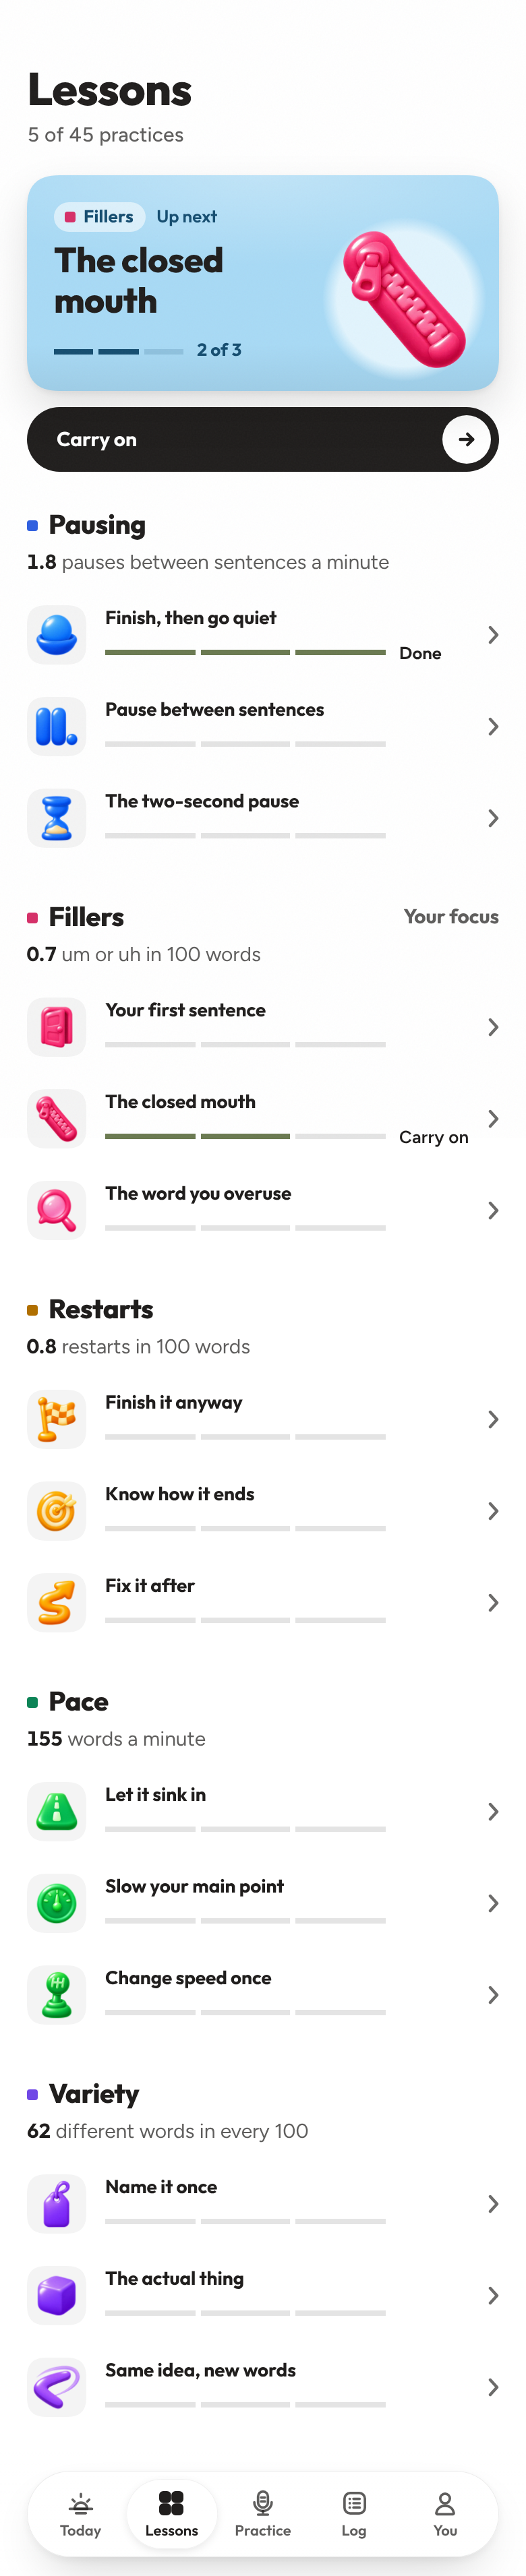 Lessons
5 of 45 practices
Fillers Up next
The closed
mouth
2 of 3
Carry on
Pausing
1.8 pauses between sentences a minute
Finish, then go quiet
Done
Pause between sentences
The two-second pause
Fillers Your focus
0.7 um or uh in 100 words
Your first sentence
The closed mouth
Carry on
The word you overuse
Restarts
0.8 restarts in 100 words
Finish it anyway
Know how it ends
Fix it after
Pace
155 words a minute
Let it sink in
Slow your main point
Change speed once
Variety
62 different words in every 100
Name it once
The actual thing
Same idea, new words
Today Lessons Practice Log You